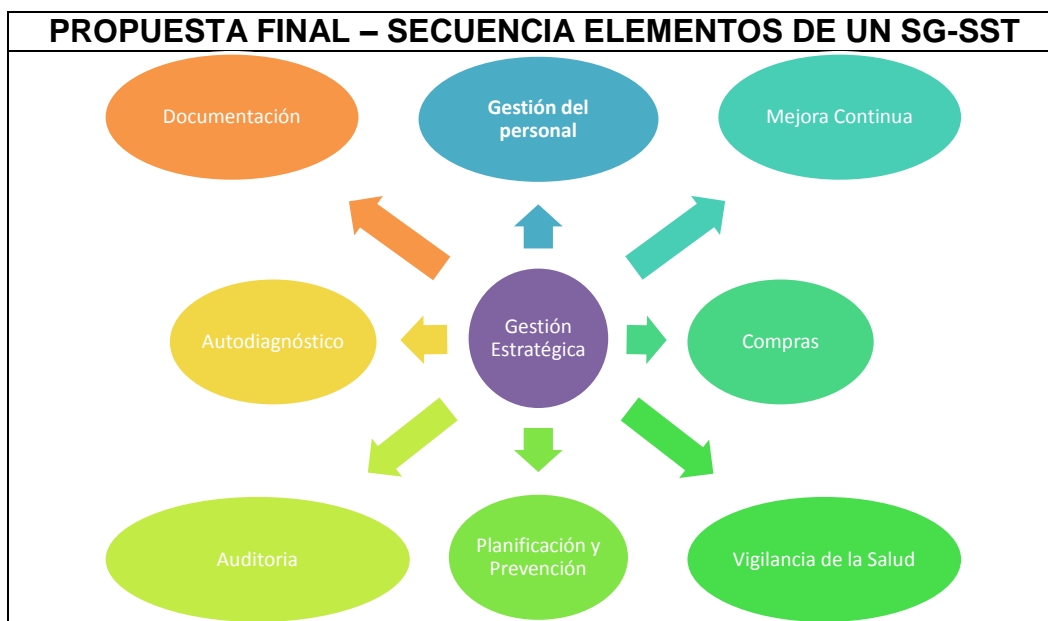 PROPUESTA FINAL – SECUENCIA ELEMENTOS DE UN SG-SST
Documentación
Gestión del
personal
Mejora Continua
Autodiagnóstico
Gestión
Estratégica
Compras
Auditoria
Planificación y
Prevención
Vigilancia de la Salud